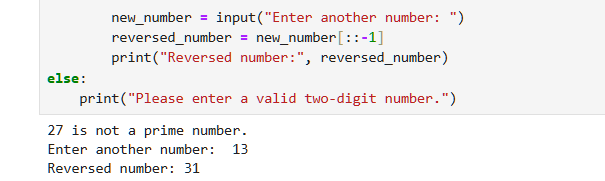 new_number = input("Enter another number: ")
reversed_number = new_number[::-1]
print("Reversed number:", reversed_number)
else:
print("Please enter a valid two-digit number.")
27 is not a prime number.
Enter another number:  13
Reversed number: 31